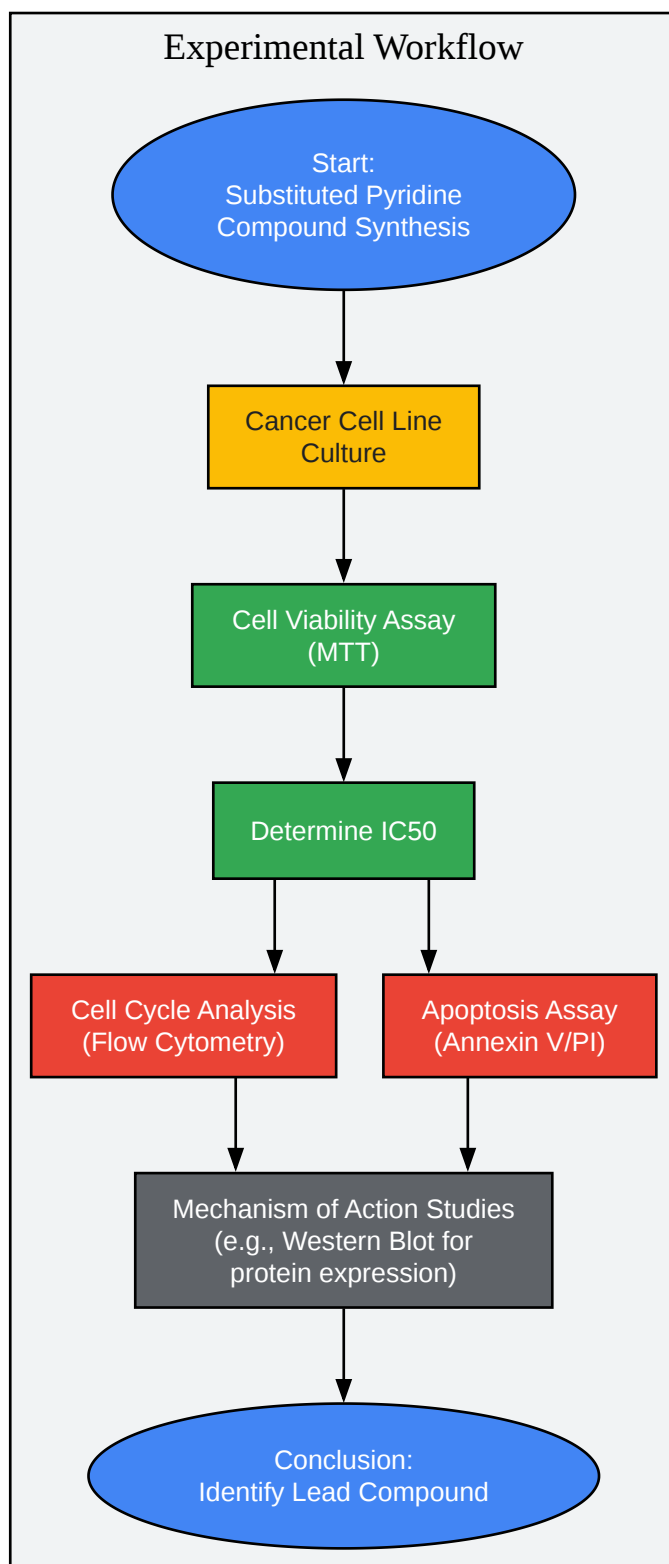 Experimental Workflow
Start:
Substituted Pyridine
Compound Synthesis
Cancer Cell Line
Culture
Cell Viability Assay
(MTT)
Determine IC50
Cell Cycle Analysis
(Flow Cytometry)
Apoptosis Assay
(Annexin V/PI)
Mechanism of Action Studies
(e.g., Western Blot for
protein expression)
Conclusion:
Identify Lead Compound